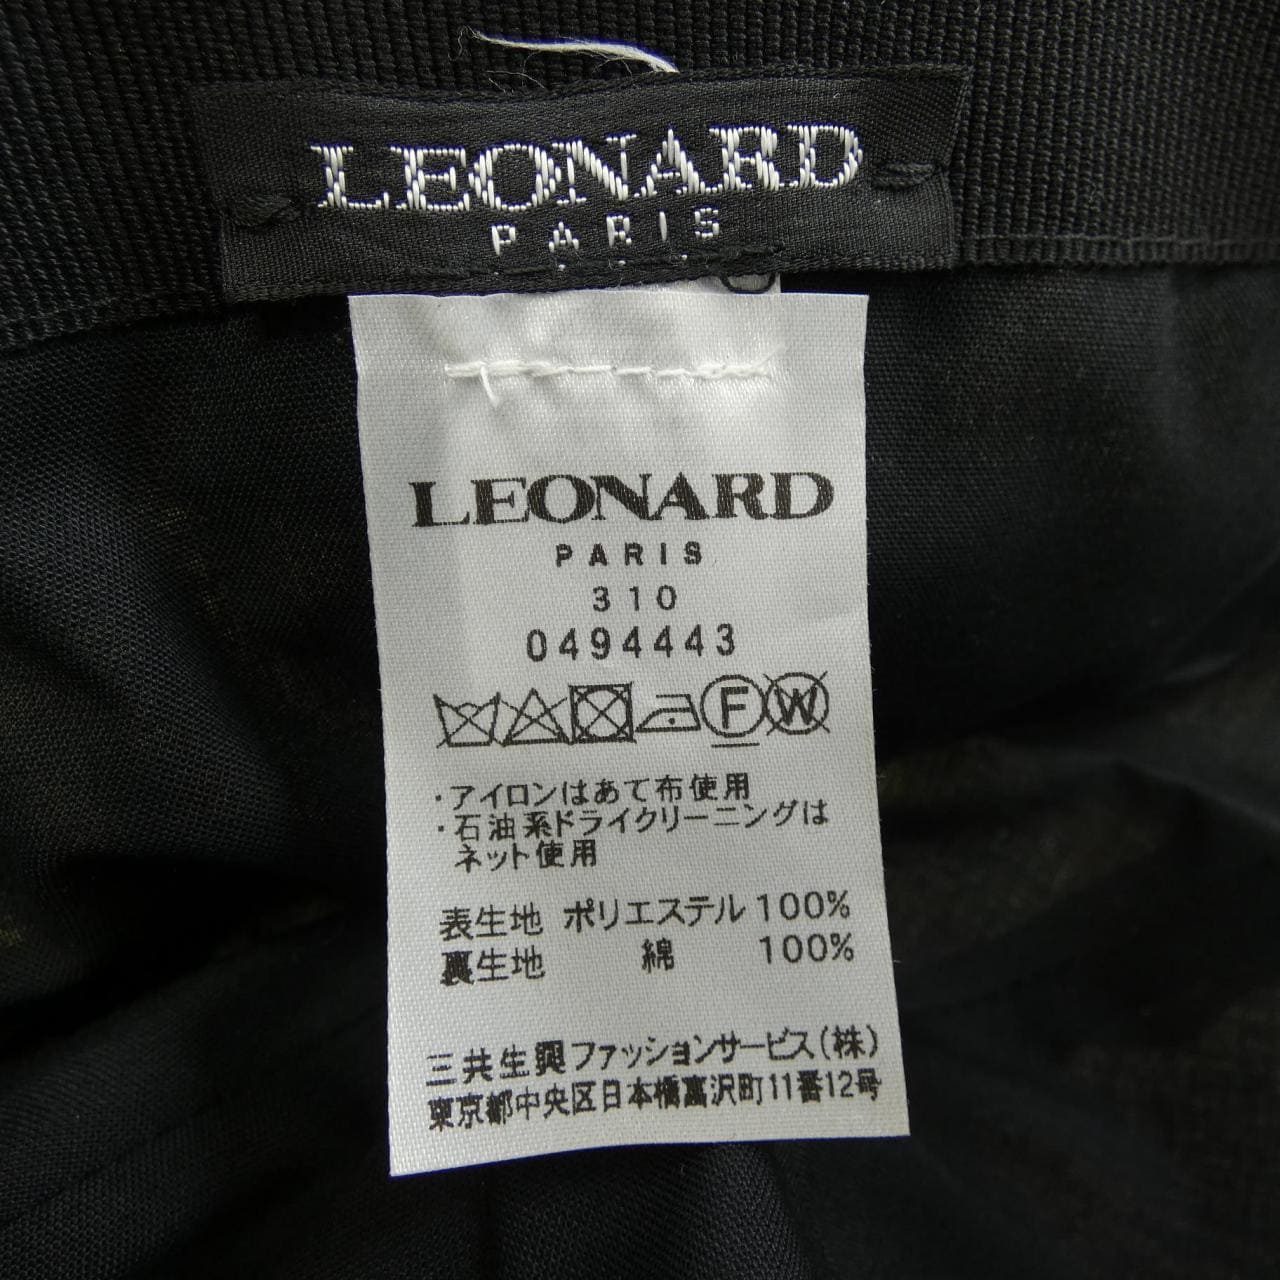 LEONARD
PARIS
LEONARD
PARIS
310
0494443
F W
・アイロンはあて布使用
・石油系ドライクリーニングは
ネット使用
表生地 ポリエステル 100%
裏生地 綿 100%
三共生興ファッションサービス(株)
東京都中央区日本橋富沢町11番12号